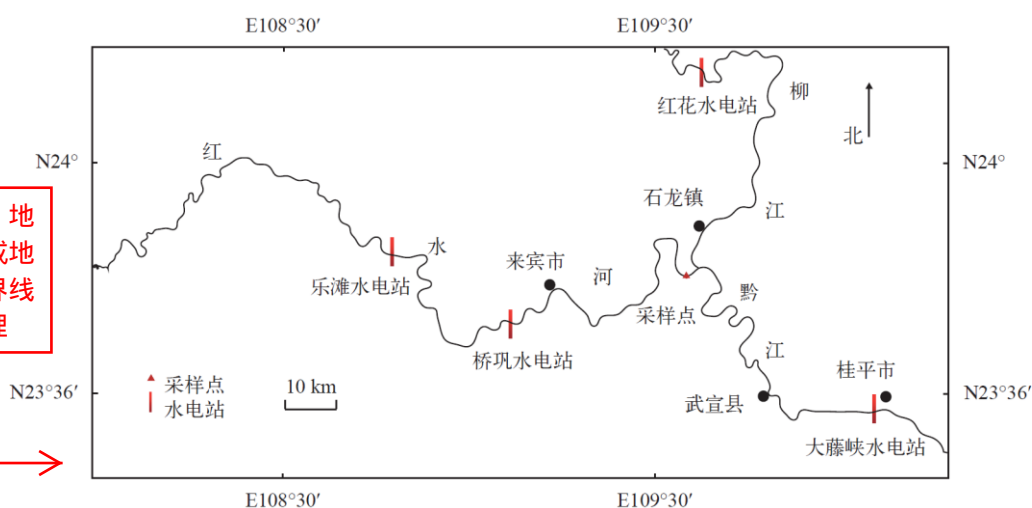 E108°30′
E109°30′
红花水电站
柳
北
N24°
N24°
红
石龙镇
江
地
成地
界线
理
水
来宾市
河
乐滩水电站
采样点
黔
桥巩水电站
江
采样点
10 km
水电站
桂平市
N23°36′
N23°36′
武宣县
大藤峡水电站
E108°30′
E109°30′